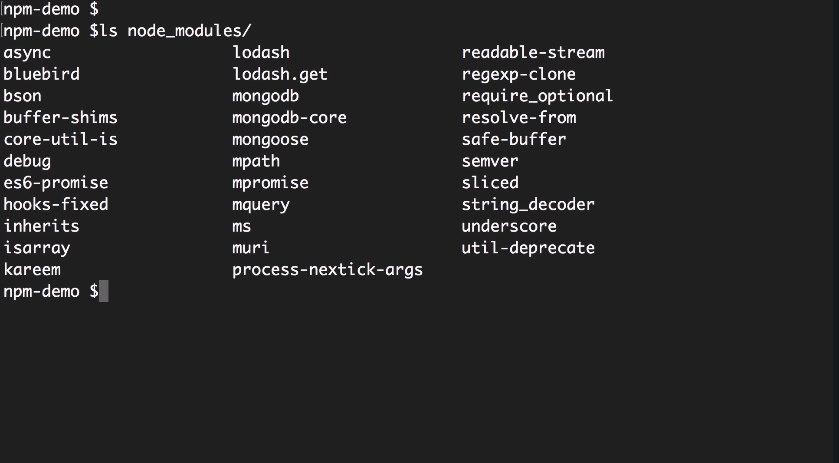 npm-demo $
npm-demo $ls node_modules/
async lodash readable-stream
bluebird lodash.get regexp-clone
bson mongodb require_optional
buffer-shims mongodb-core resolve-from
core-util-is mongoose safe-buffer
debug mpath semver
es6-promise mpromise sliced
hooks-fixed mquery string_decoder
inherits ms underscore
isarray muri util-deprecate
kareem process-nextick-args
npm-demo $